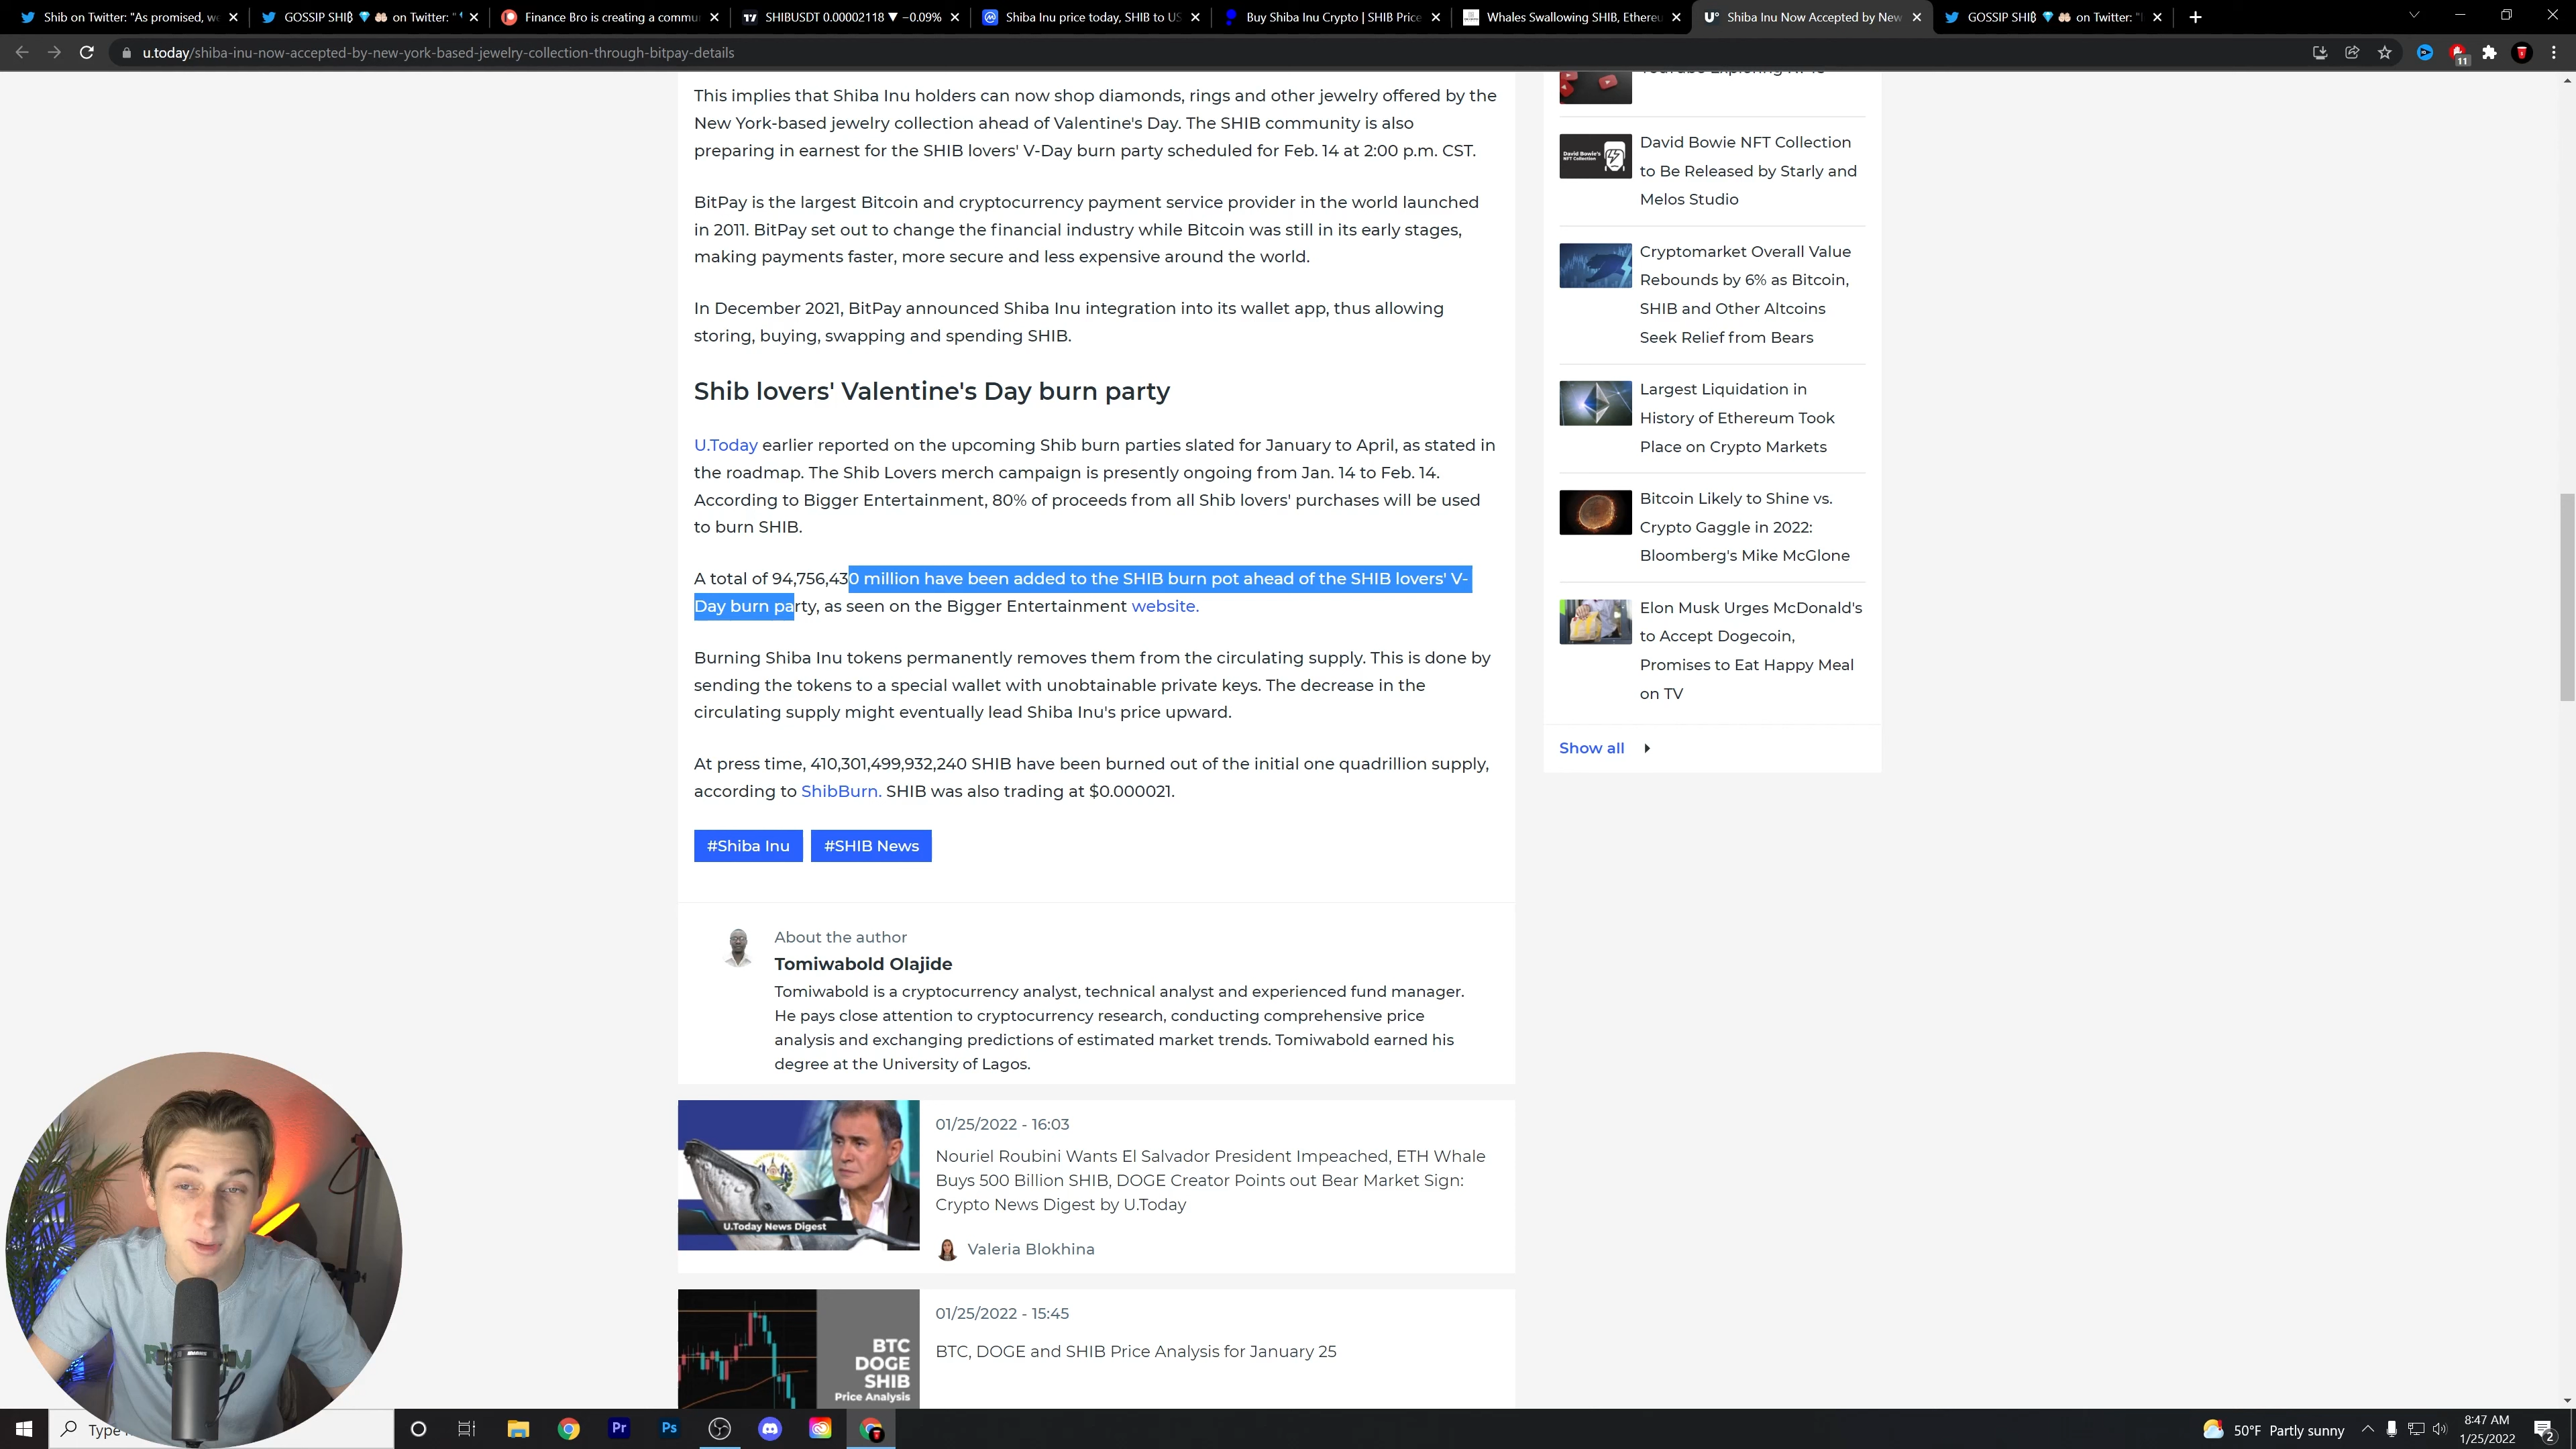 Shib on Twitter: "As promised, we
GOSSIP SHIB 💎 🤲🏻 on Twitter: "
Finance Bro is creating a commu
SHIBUSDT 0.00002118 ▼ −0.09%
Shiba Inu price today, SHIB to US
Buy Shiba Inu Crypto | SHIB Price
Whales Swallowing SHIB, Ethereu
Shiba Inu Now Accepted by New
GOSSIP SHIB 💎 🤲🏻 on Twitter: "
u.today/shiba-inu-now-accepted-by-new-york-based-jewelry-collection-through-bitpay-details
11
This implies that Shiba Inu holders can now shop diamonds, rings and other jewelry offered by the
New York-based jewelry collection ahead of Valentine's Day. The SHIB community is also
preparing in earnest for the SHIB lovers' V-Day burn party scheduled for Feb. 14 at 2:00 p.m. CST.
BitPay is the largest Bitcoin and cryptocurrency payment service provider in the world launched
in 2011. BitPay set out to change the financial industry while Bitcoin was still in its early stages,
making payments faster, more secure and less expensive around the world.
In December 2021, BitPay announced Shiba Inu integration into its wallet app, thus allowing
storing, buying, swapping and spending SHIB.
Shib lovers' Valentine's Day burn party
U.Today earlier reported on the upcoming Shib burn parties slated for January to April, as stated in
the roadmap. The Shib Lovers merch campaign is presently ongoing from Jan. 14 to Feb. 14.
According to Bigger Entertainment, 80% of proceeds from all Shib lovers' purchases will be used
to burn SHIB.
A total of 94,756,430 million have been added to the SHIB burn pot ahead of the SHIB lovers' V-
Day burn party, as seen on the Bigger Entertainment website.
Burning Shiba Inu tokens permanently removes them from the circulating supply. This is done by
sending the tokens to a special wallet with unobtainable private keys. The decrease in the
circulating supply might eventually lead Shiba Inu's price upward.
At press time, 410,301,499,932,240 SHIB have been burned out of the initial one quadrillion supply,
according to ShibBurn. SHIB was also trading at $0.000021.
#Shiba Inu
#SHIB News
About the author
Tomiwabold Olajide
Tomiwabold is a cryptocurrency analyst, technical analyst and experienced fund manager.
He pays close attention to cryptocurrency research, conducting comprehensive price
analysis and exchanging predictions of estimated market trends. Tomiwabold earned his
degree at the University of Lagos.
U.Today News Digest
01/25/2022 - 16:03
Nouriel Roubini Wants El Salvador President Impeached, ETH Whale
Buys 500 Billion SHIB, DOGE Creator Points out Bear Market Sign:
Crypto News Digest by U.Today
Valeria Blokhina
BTC
DOGE
SHIB
Price Analysis
01/25/2022 - 15:45
BTC, DOGE and SHIB Price Analysis for January 25
David Bowie's
NFT Collection
David Bowie NFT Collection
to Be Released by Starly and
Melos Studio
Cryptomarket Overall Value
Rebounds by 6% as Bitcoin,
SHIB and Other Altcoins
Seek Relief from Bears
Largest Liquidation in
History of Ethereum Took
Place on Crypto Markets
Bitcoin Likely to Shine vs.
Crypto Gaggle in 2022:
Bloomberg's Mike McGlone
Elon Musk Urges McDonald's
to Accept Dogecoin,
Promises to Eat Happy Meal
on TV
Show all
Type
Pr
Ps
50°F Partly sunny
8:47 AM
1/25/2022
2